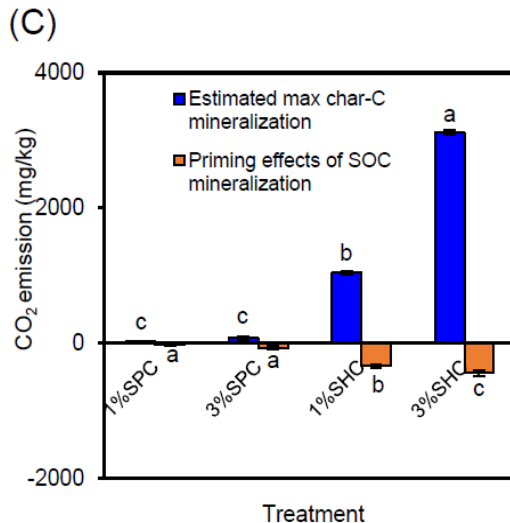 (C)
4000
2000
0
-2000
CO₂ emission (mg/kg)
Estimated max char-C
mineralization
Priming effects of SOC
mineralization
c
c
b
a
a
a
b
c
1%SPC
3%SPC
1%SHC
3%SHC
Treatment